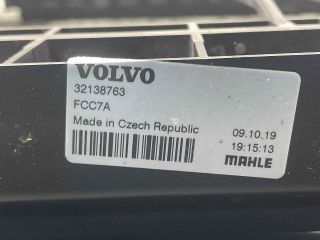 VOLVO
32138763
FCC7A
Made in Czech Republic
09.10.19
19:15:13
MAHLE